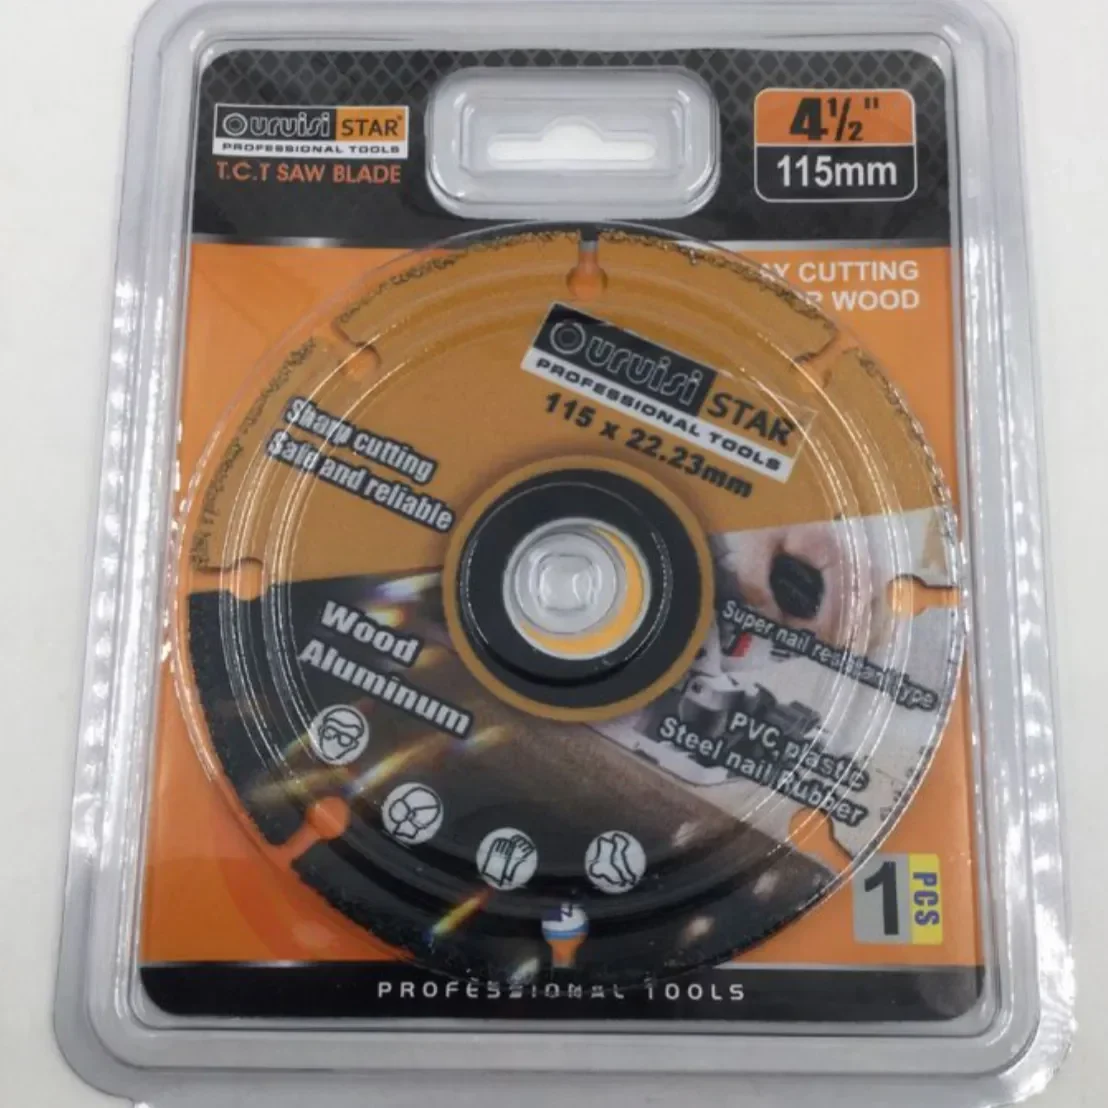 Ouruisi STAR
PROFESSIONAL TOOLS
T.C.T SAW BLADE
4½"
115mm
AY CUTTING
WOOD
Ouruisi STAR
PROFESSIONAL TOOLS
115 x 22.23mm
Sharp cutting
Safe and reliable
Wood
Aluminum
Super nail resistant type
PVC, plastic
Steel nail Rubber
1 PCS
PROFESSIONAL TOOLS